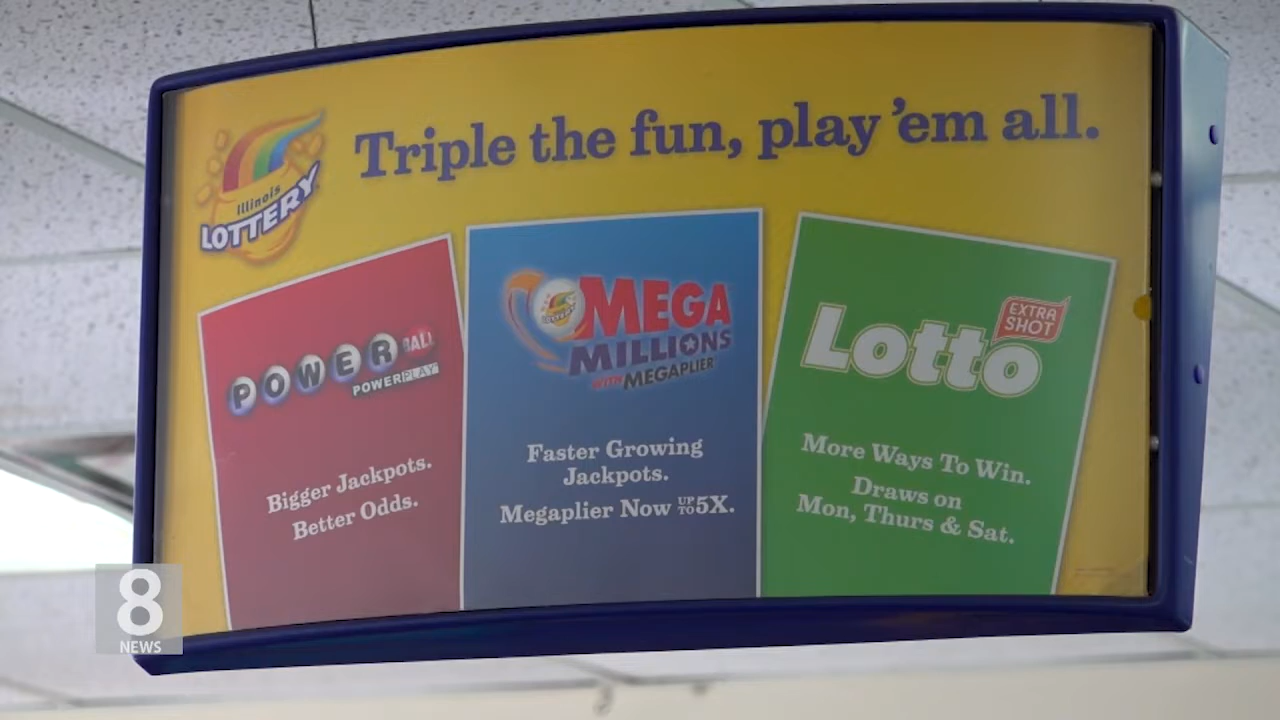 Triple the fun, play 'em all.
Illinois
LOTTERY
POWERBALL
POWERPLAY
Bigger Jackpots.
Better Odds.
MEGA
MILLIONS
WITH MEGAPLIER
Faster Growing
Jackpots.
Megaplier Now UP TO 5X.
EXTRA
SHOT
Lotto
More Ways To Win.
Draws on
Mon, Thurs & Sat.
8
NEWS